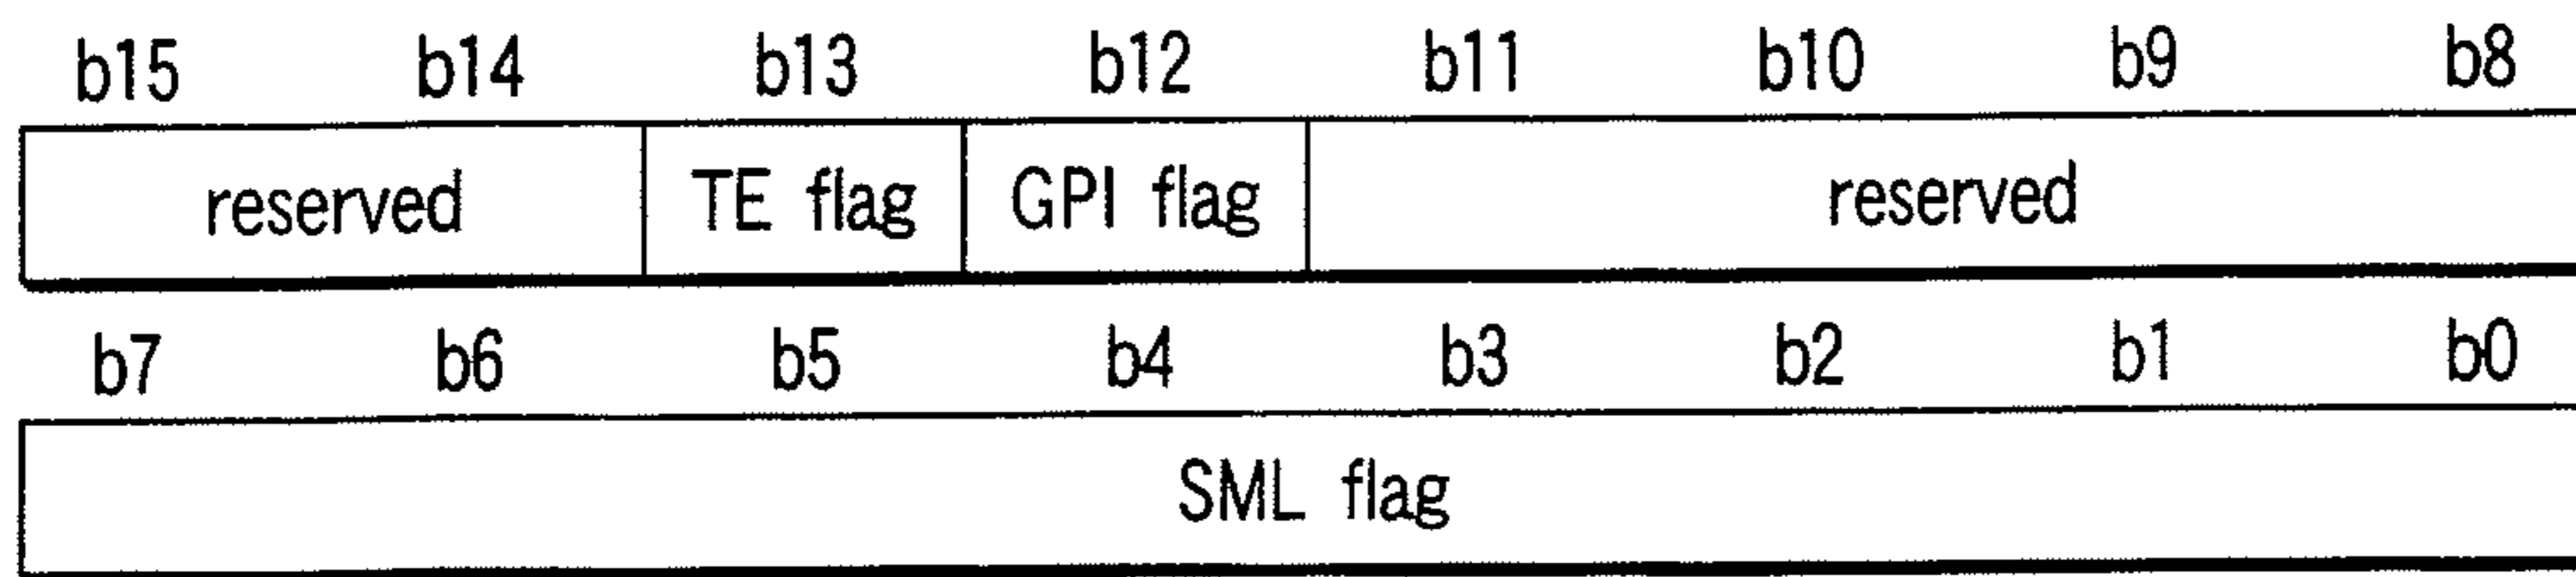 b15 b14 b13 b12 b11 b10 b9 b8
reserved TE flag GPI flag reserved
b7 b6 b5 b4 b3 b2 b1 b0
SML flag